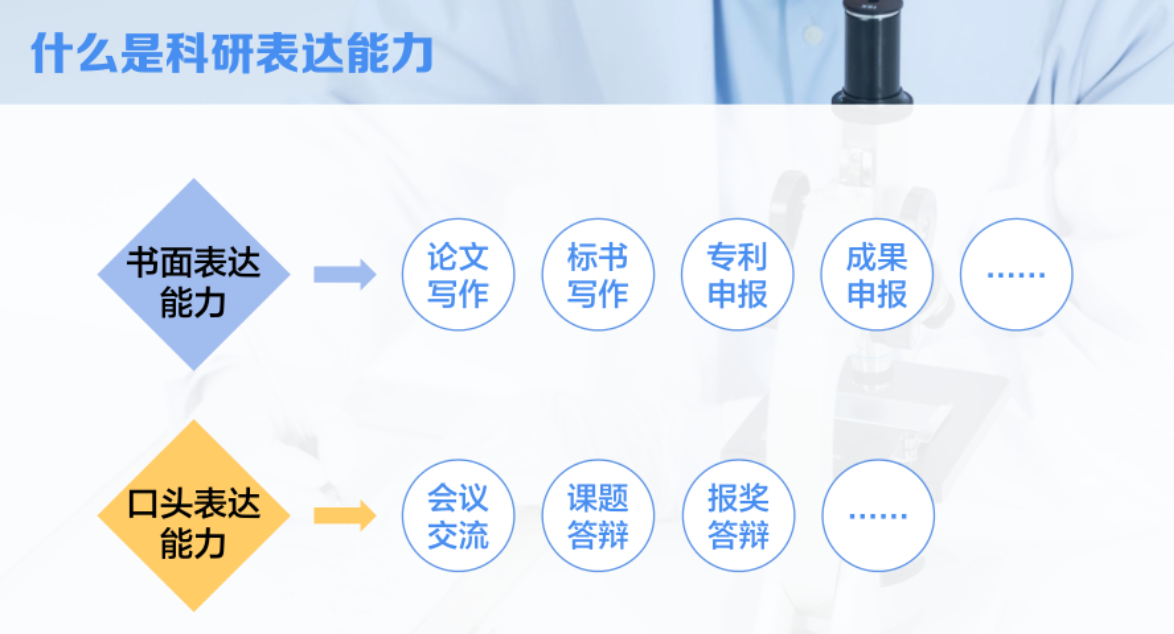 什么是科研表达能力
书面表达
能力
论文
写作
标书
写作
专利
申报
成果
申报
……
口头表达
能力
会议
交流
课题
答辩
报奖
答辩
……